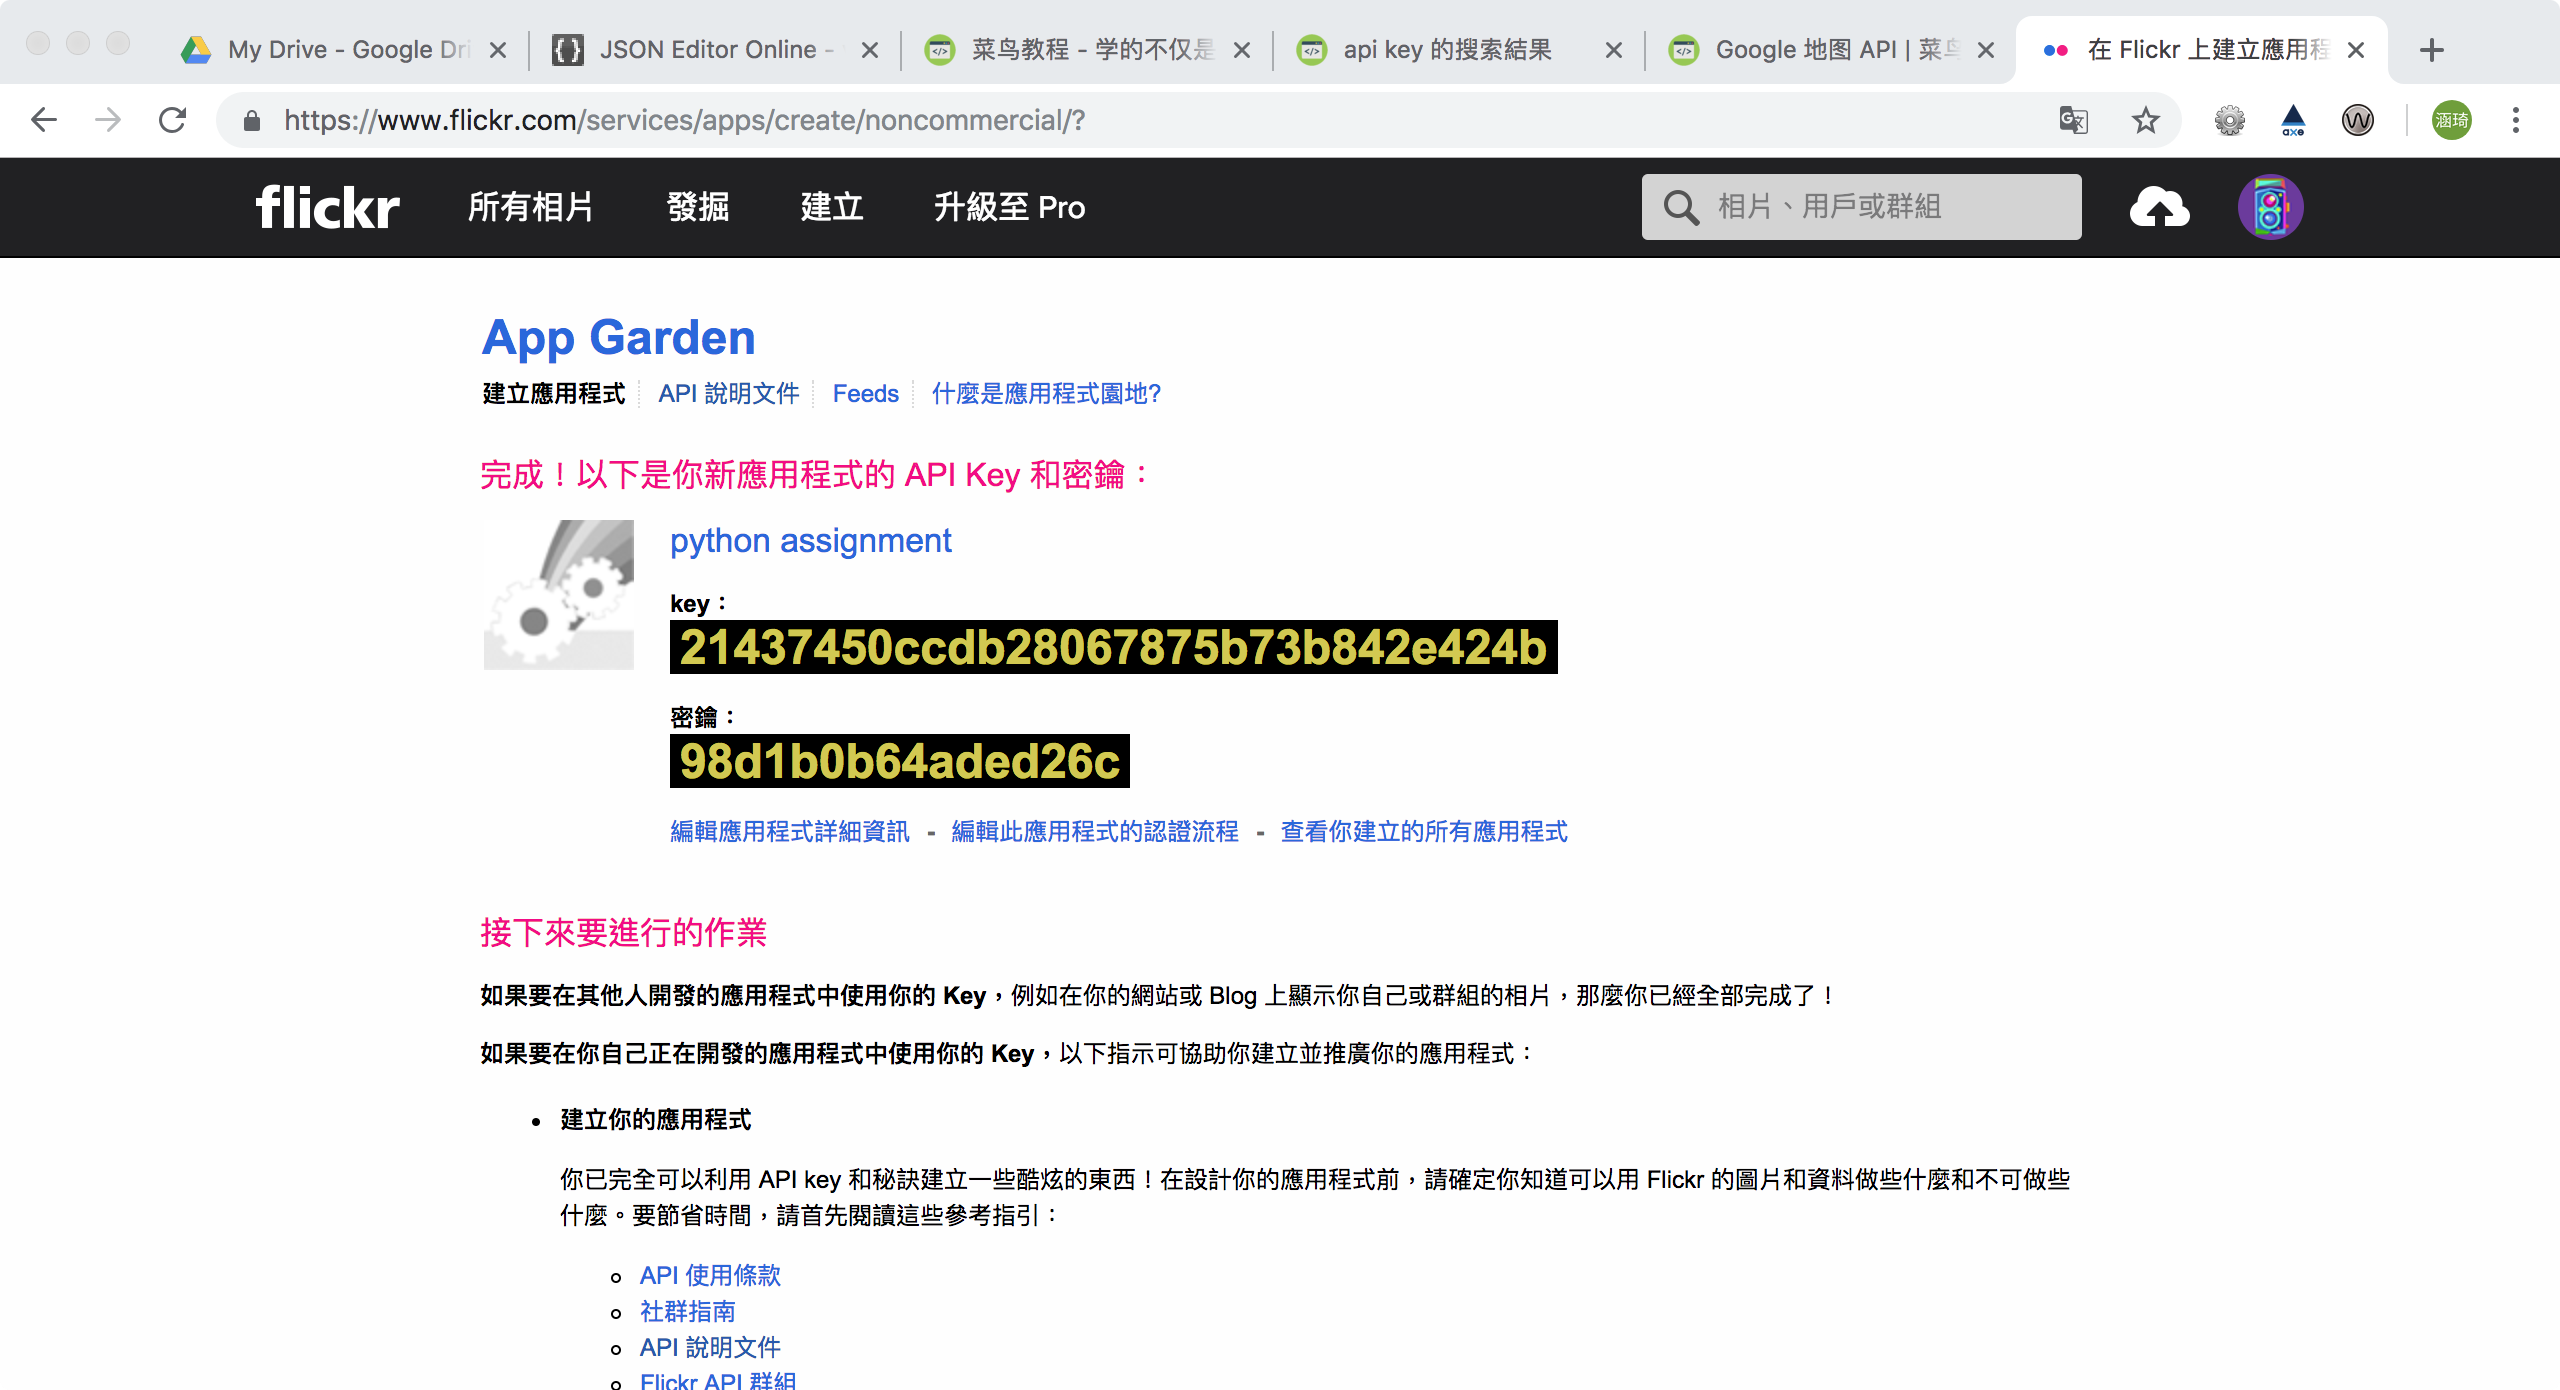 My Drive - Google Dri
JSON Editor Online -
菜鸟教程 - 学的不仅是
api key 的搜索結果
Google 地图 API | 菜鸟
在 Flickr 上建立應用程
https://www.flickr.com/services/apps/create/noncommercial/?
axe
涵琦
flickr
所有相片
發掘
建立
升級至 Pro
相片、用戶或群組
App Garden
建立應用程式
API 說明文件
Feeds
什麼是應用程式園地?
完成！以下是你新應用程式的 API Key 和密鑰：
python assignment
key：
21437450ccdb28067875b73b842e424b
密鑰：
98d1b0b64aded26c
編輯應用程式詳細資訊 - 編輯此應用程式的認證流程 - 查看你建立的所有應用程式
接下來要進行的作業
如果要在其他人開發的應用程式中使用你的 Key，例如在你的網站或 Blog 上顯示你自己或群組的相片，那麼你已經全部完成了！
如果要在你自己正在開發的應用程式中使用你的 Key，以下指示可協助你建立並推廣你的應用程式：
建立你的應用程式
你已完全可以利用 API key 和秘訣建立一些酷炫的東西！在設計你的應用程式前，請確定你知道可以用 Flickr 的圖片和資料做些什麼和不可做些
什麼。要節省時間，請首先閱讀這些參考指引：
API 使用條款
社群指南
API 說明文件
Flickr API 群組